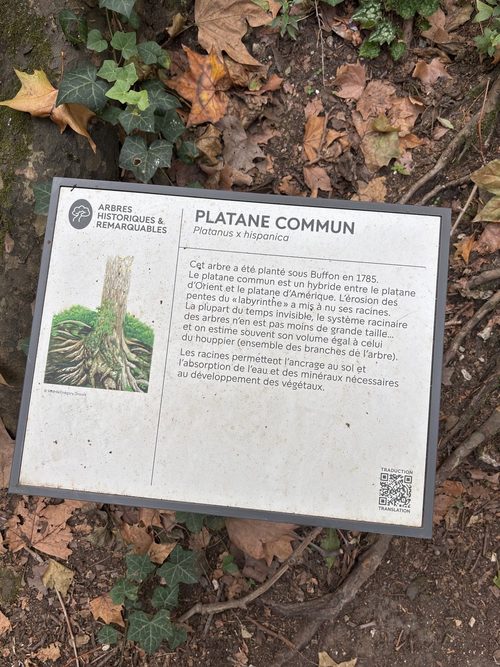 ARBRES
HISTORIQUES &
REMARQUABLES
PLATANE COMMUN
Platanus x hispanica
Cet arbre a été planté sous Buffon en 1785.
Le platane commun est un hybride entre le platane
d'Orient et le platane d'Amérique. L'érosion des
pentes du « labyrinthe » a mis à nu ses racines.
La plupart du temps invisible, le système racinaire
des arbres n'en est pas moins de grande taille...
et on estime souvent son volume égal à celui
du houppier (ensemble des branches de l'arbre).
Les racines permettent l'ancrage au sol et
l'absorption de l'eau et des minéraux nécessaires
au développement des végétaux.
TRADUCTION
TRANSLATION